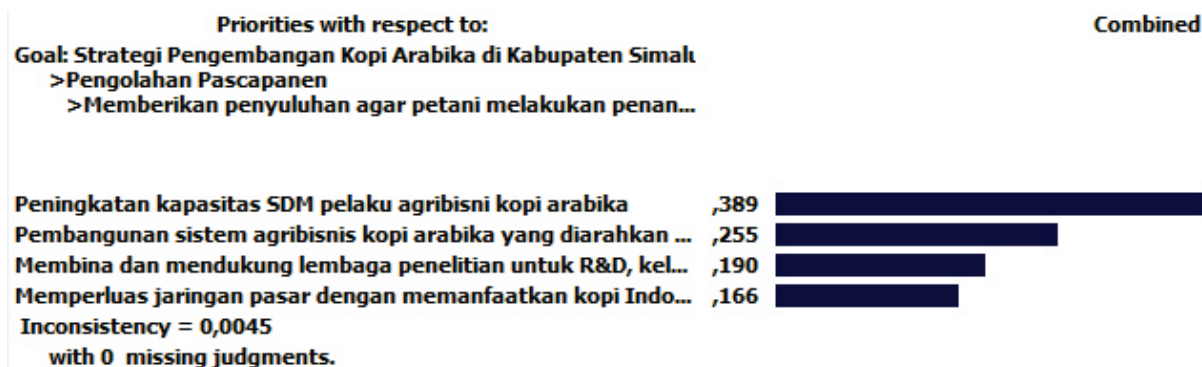 Priorities with respect to: Combined
Goal: Strategi Pengembangan Kopi Arabika di Kabupaten Simalu
>Pengolahan Pascapanen
>Memberikan penyuluhan agar petani melakukan penan...
Peningkatan kapasitas SDM pelaku agribisni kopi arabika ,389
Pembangunan sistem agribisnis kopi arabika yang diarahkan ... ,255
Membina dan mendukung lembaga penelitian untuk R&D, kel... ,190
Memperluas jaringan pasar dengan memanfaatkan kopi Indo... ,166
Inconsistency = 0,0045
with 0 missing judgments.